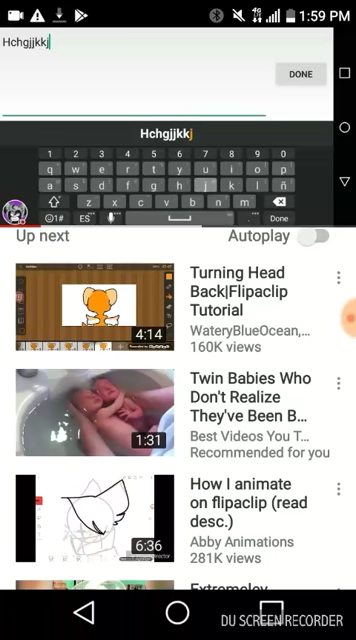 1:59 PM
Hchgjjkkj
DONE
Hchgjjkkj
1 2 3 4 5 6 7 8 9 0
q w e r t y u i o p
a s d f g h j k l ñ
z x c v b n m
1# ES Done
Up next Autoplay
Turning Head
Back|Flipaclip
Tutorial
WateryBlueOcean,...
160K views
4:14
Twin Babies Who
Don't Realize
They've Been B...
Best Videos You T...
Recommended for you
1:31
How I animate
on flipaclip (read
desc.)
Abby Animations
281K views
6:36
Extremely
DU SCREEN RECORDER